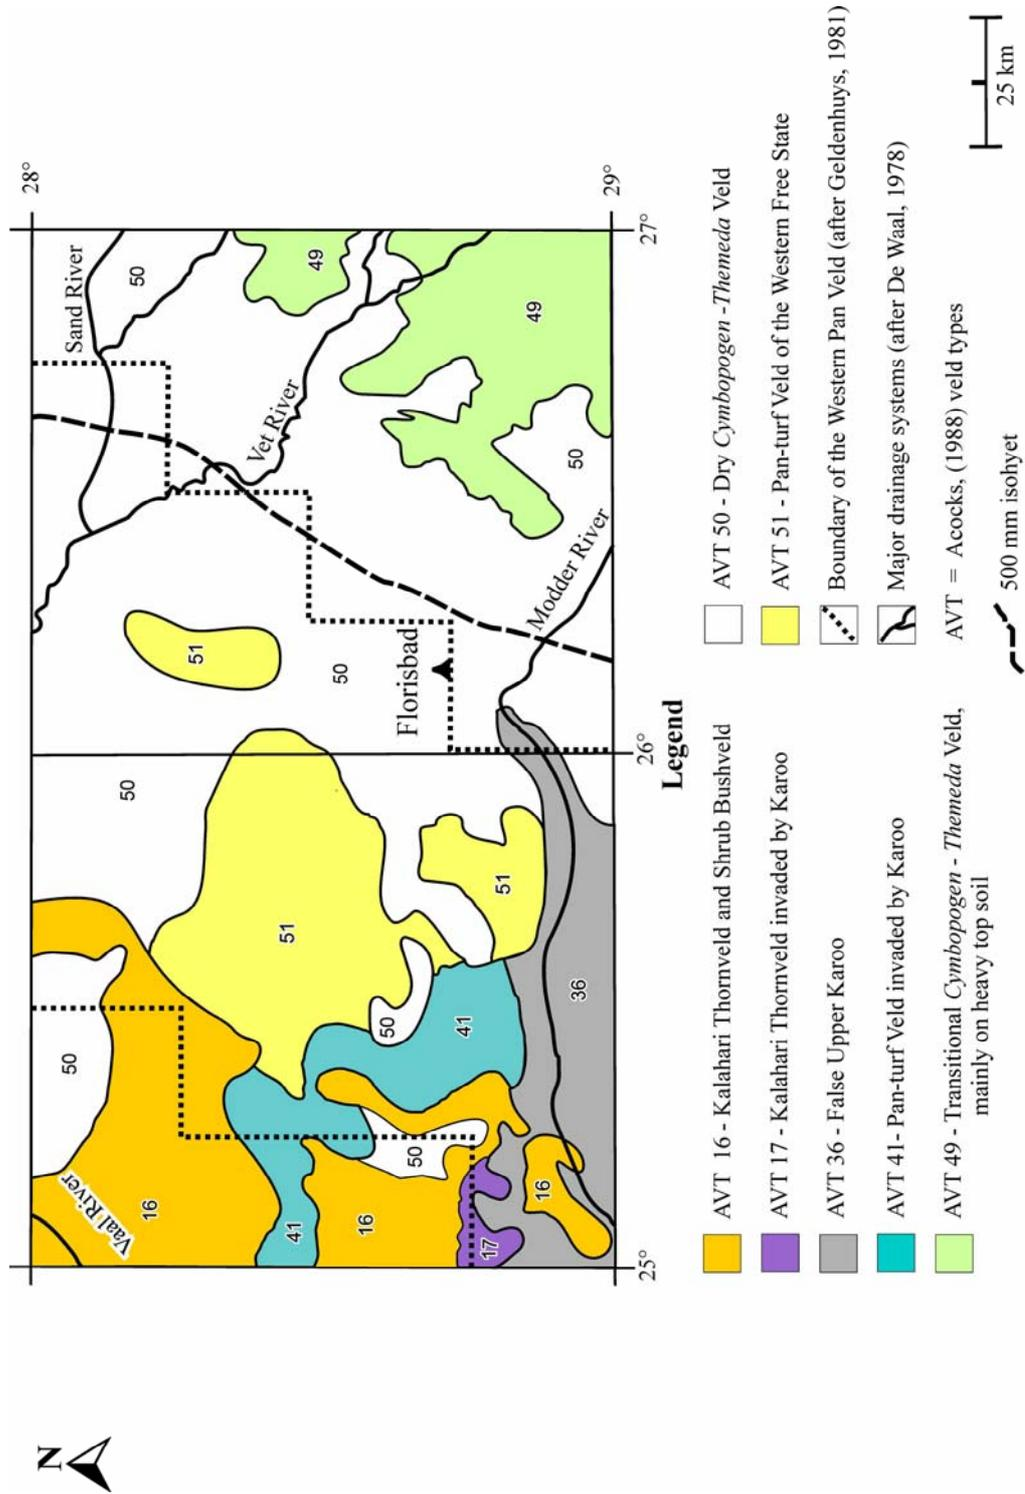 N
28°
50
Sand River
Vaal River
50
50
16
51
Vet River
51
41
49
50
16
50
Florisbad
50
41
17
51
49
16
Modder River
36
50
29°
25°
26°
27°
Legend
AVT 16 - Kalahari Thornveld and Shrub Bushveld
AVT 17 - Kalahari Thornveld invaded by Karoo
AVT 36 - False Upper Karoo
AVT 41- Pan-turf Veld invaded by Karoo
AVT 49 - Transitional Cymbopogen - Themeda Veld,
mainly on heavy top soil
AVT 50 - Dry Cymbopogen -Themeda Veld
AVT 51 - Pan-turf Veld of the Western Free State
Boundary of the Western Pan Veld (after Geldenhuys, 1981)
Major drainage systems (after De Waal, 1978)
AVT = Acocks, (1988) veld types
500 mm isohyet
25 km